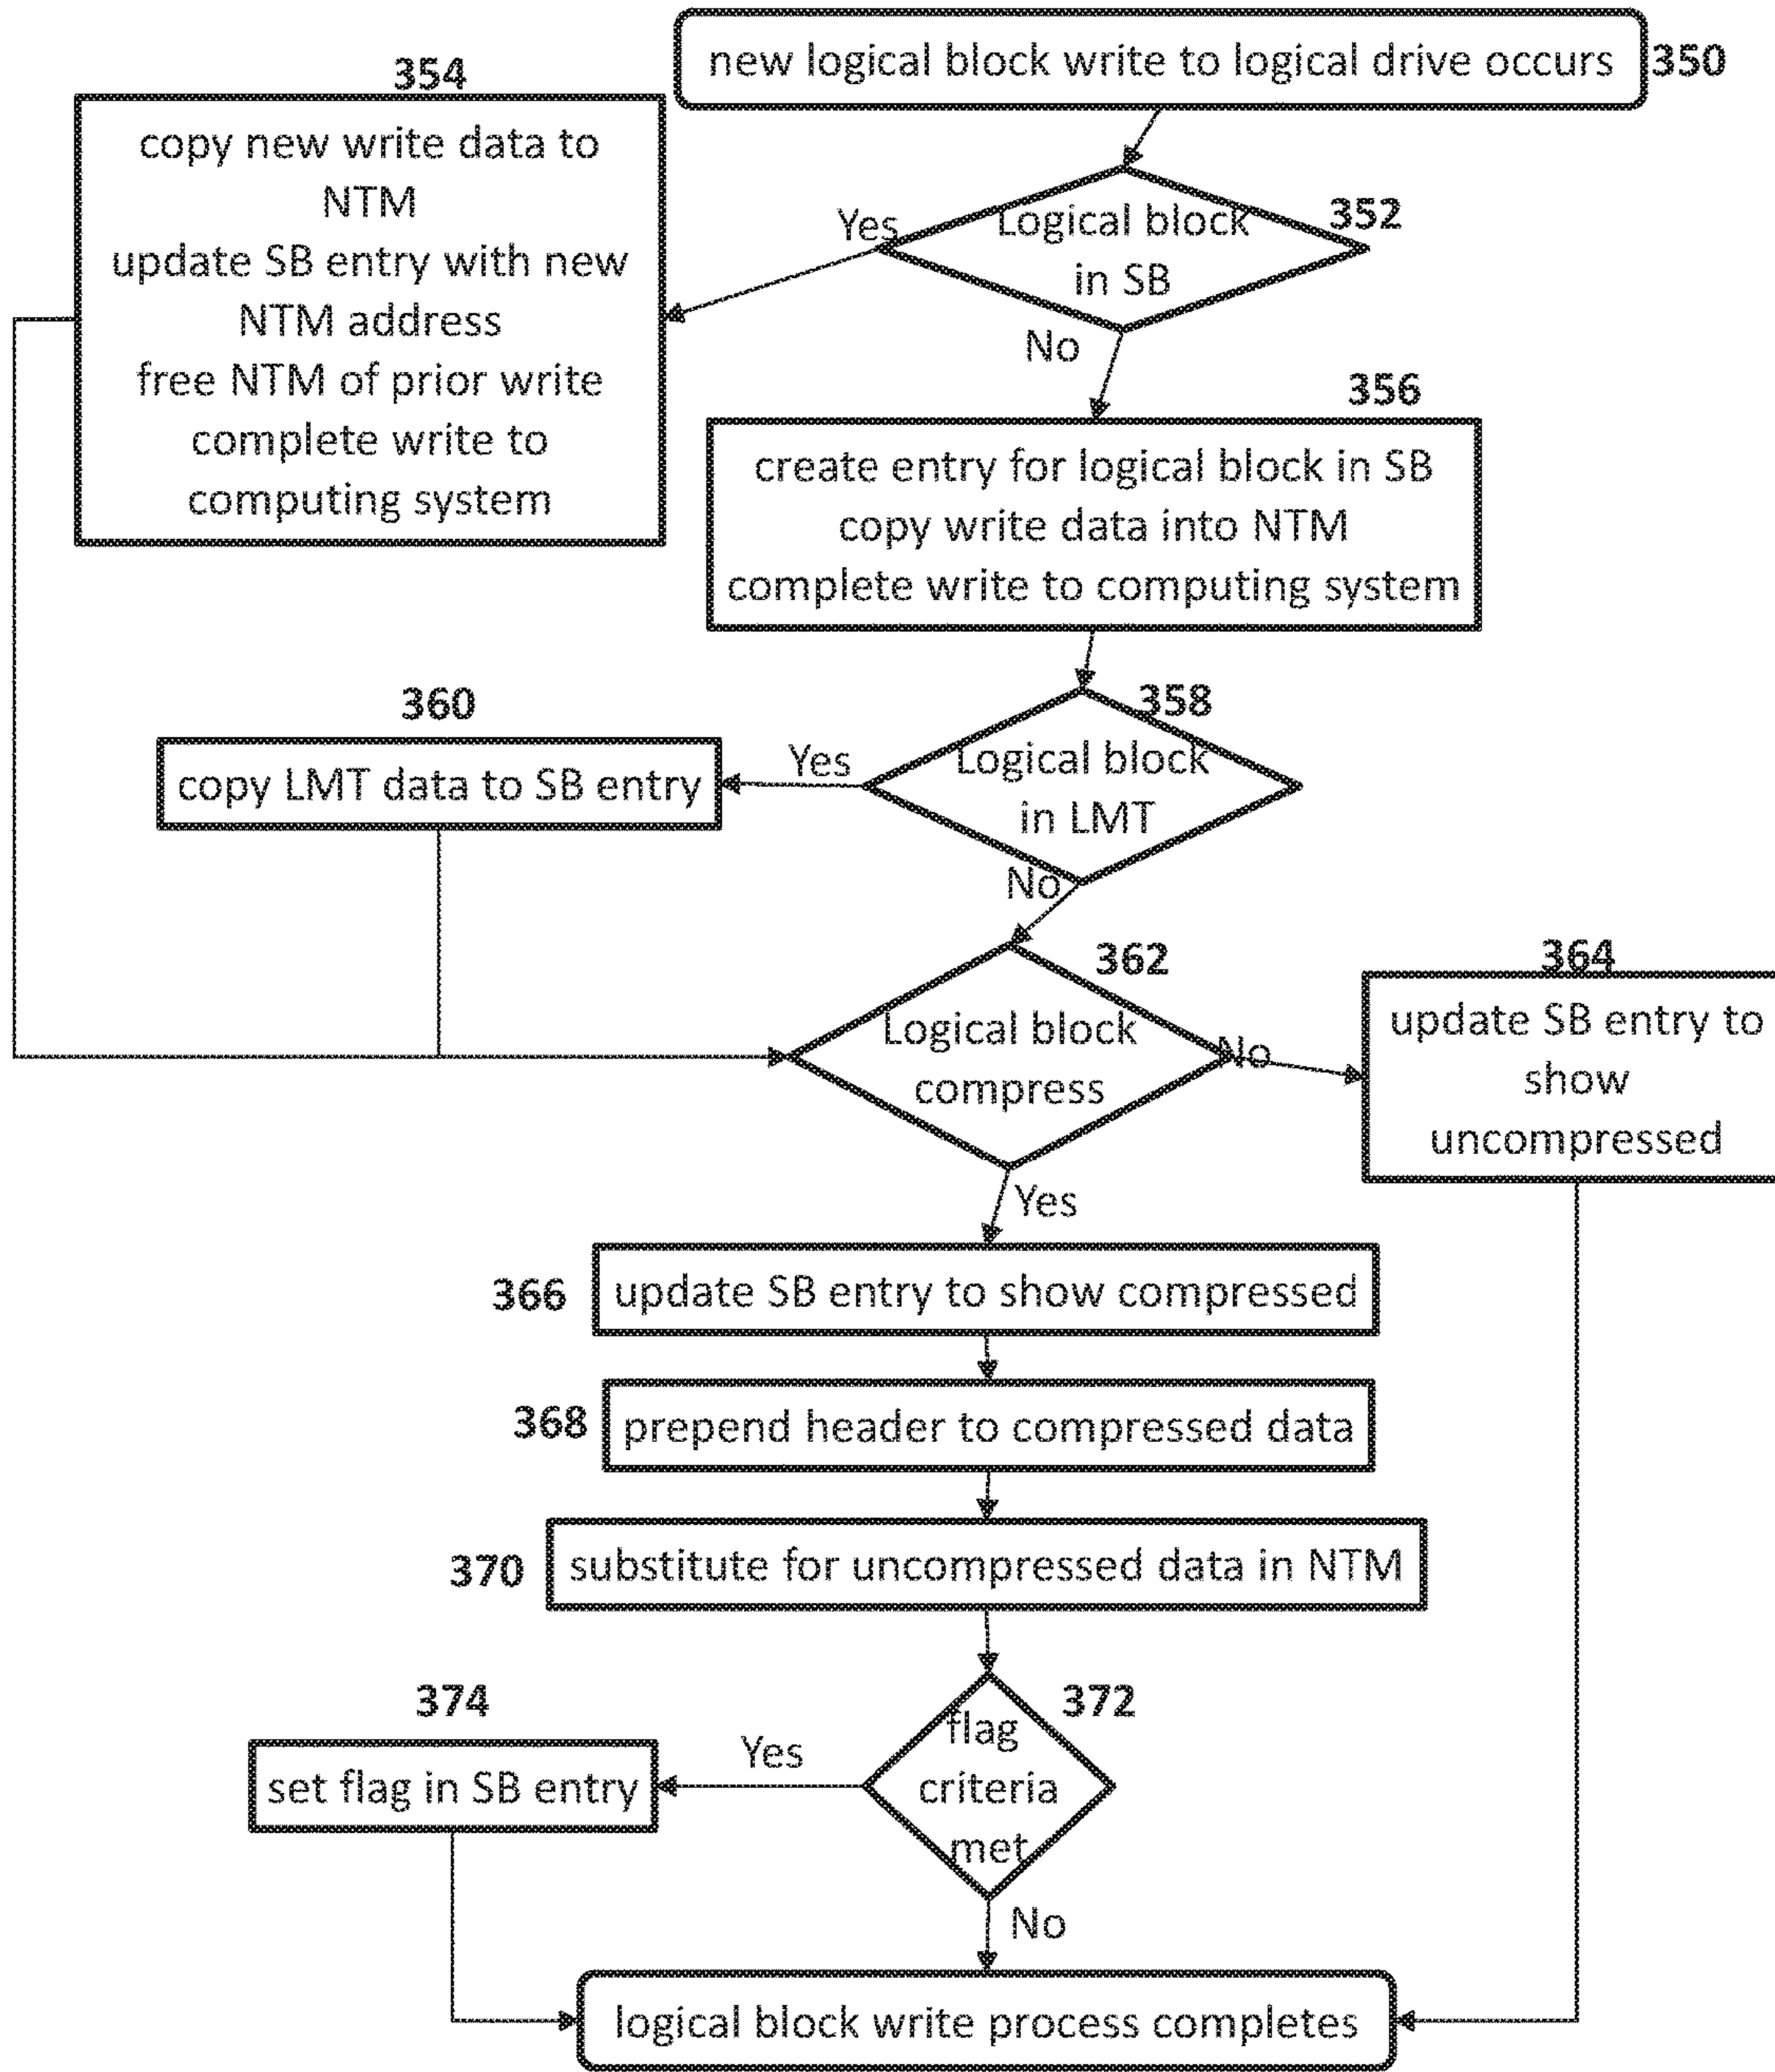 new logical block write to logical drive occurs
350
354
copy new write data to
NTM
update SB entry with new
NTM address
free NTM of prior write
complete write to
computing system
Yes
Logical block
in SB
352
No
356
create entry for logical block in SB
copy write data into NTM
complete write to computing system
360
copy LMT data to SB entry
Yes
358
Logical block
in LMT
No
362
Logical block
compress
No
364
update SB entry to
show
uncompressed
Yes
366
update SB entry to show compressed
368
prepend header to compressed data
370
substitute for uncompressed data in NTM
374
set flag in SB entry
Yes
372
flag
criteria
met
No
logical block write process completes